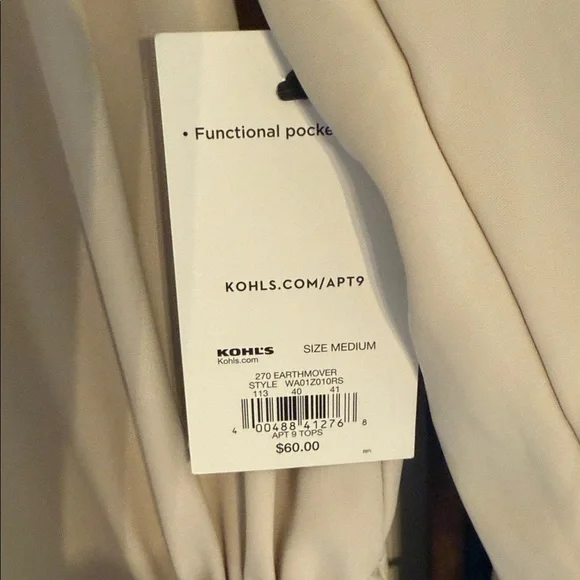 • Functional pocke
KOHLS.COM/APT9
KOHL'S SIZE MEDIUM
Kohls.com
270 EARTHMOVER
STYLE WA01Z010RS
113 40 41
4 00488 41276 8
APT 9 TOPS
$60.00